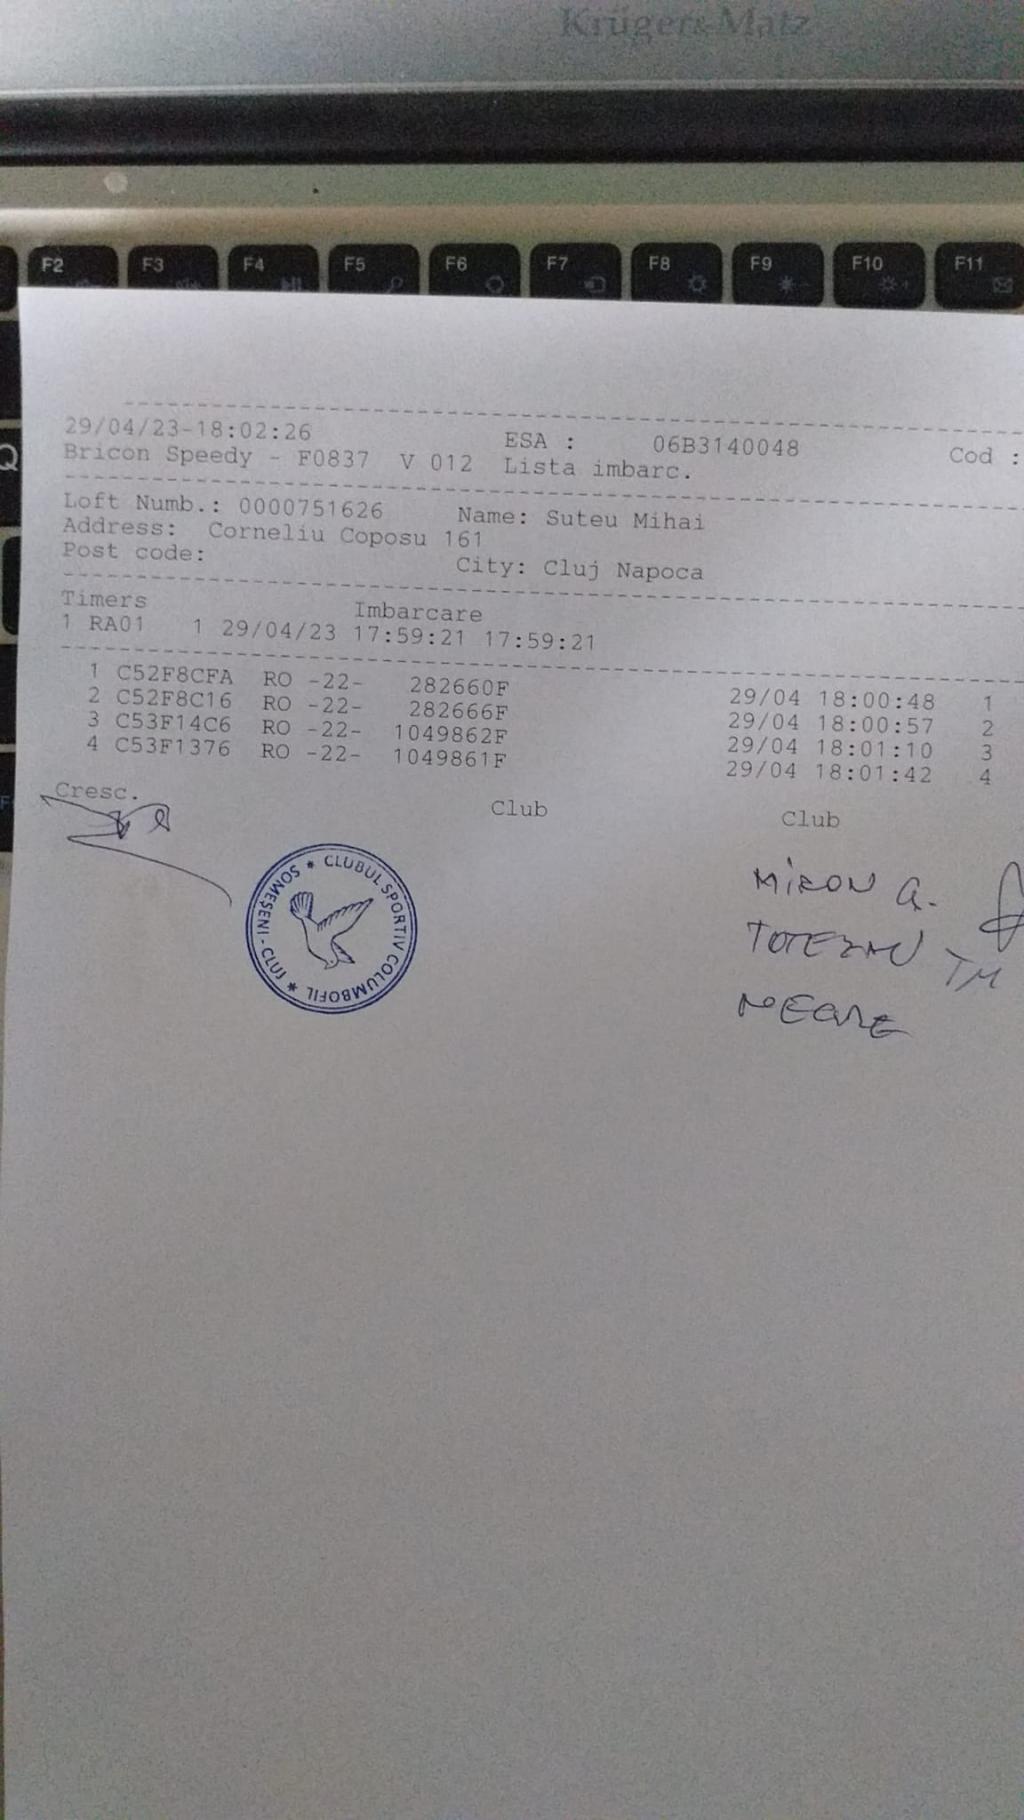 Krüger&Matz
F2 F3 F4 F5 F6 F7 F8 F9 F10 F11
Q
29/04/23-18:02:26 ESA : 06B3140048 Cod :
Bricon Speedy - F0837 V 012 Lista imbarc.
Loft Numb.: 0000751626 Name: Suteu Mihai
Address: Corneliu Coposu 161
Post code: City: Cluj Napoca
Timers Imbarcare
1 RA01 1 29/04/23 17:59:21 17:59:21
1 C52F8CFA RO -22- 282660F 29/04 18:00:48 1
2 C52F8C16 RO -22- 282666F 29/04 18:00:57 2
3 C53F14C6 RO -22- 1049862F 29/04 18:01:10 3
4 C53F1376 RO -22- 1049861F 29/04 18:01:42 4
Cresc. Club Club
* CLUBUL SPORTIV COLUMBOFIL * SOMEȘENI - CLUJ
MIRON A.
TM